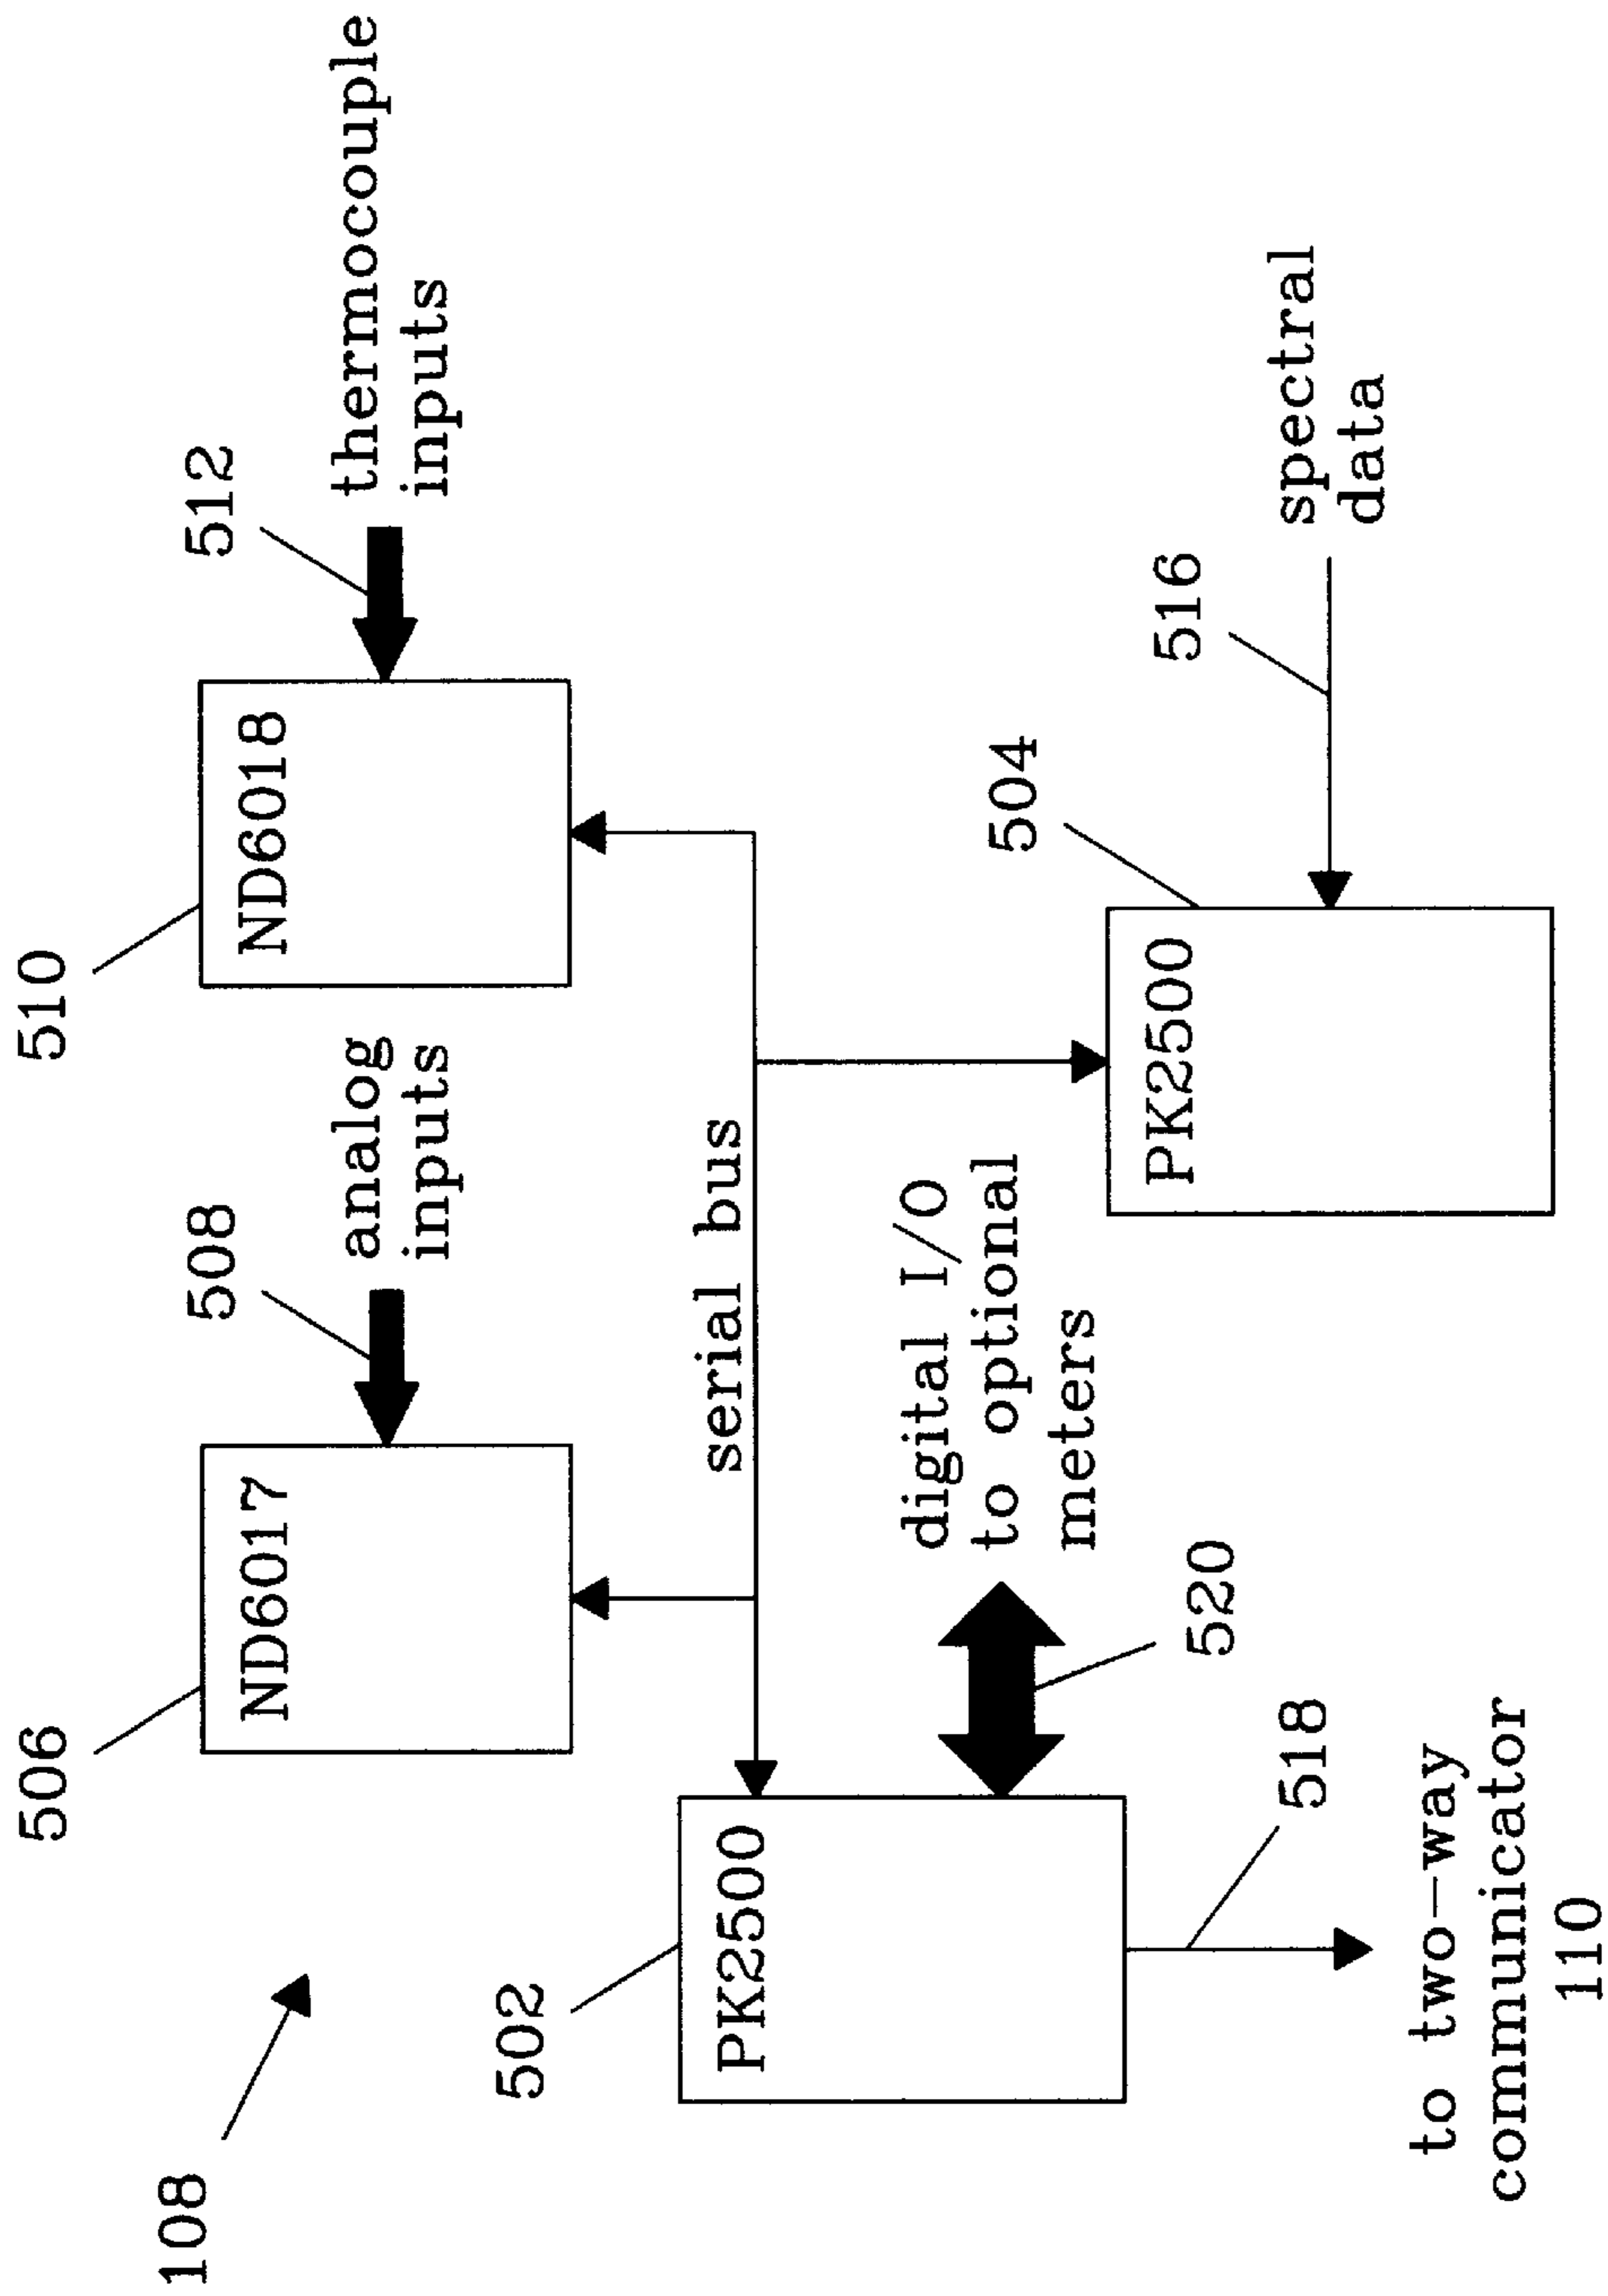 510
512
506
508
ND6018
thermocouple
inputs
ND6017
analog
inputs
108
502
serial bus
PK2500
digital I/O
to optional
meters
504
516
PK2500
spectral
data
520
518
to two-way
communicator
110